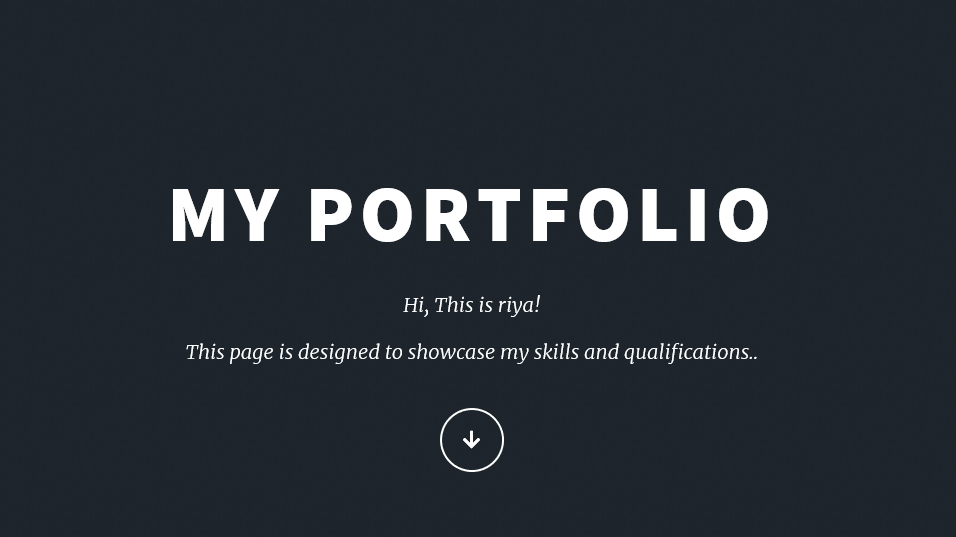 MY PORTFOLIO
Hi, This is riya!
This page is designed to showcase my skills and qualifications..